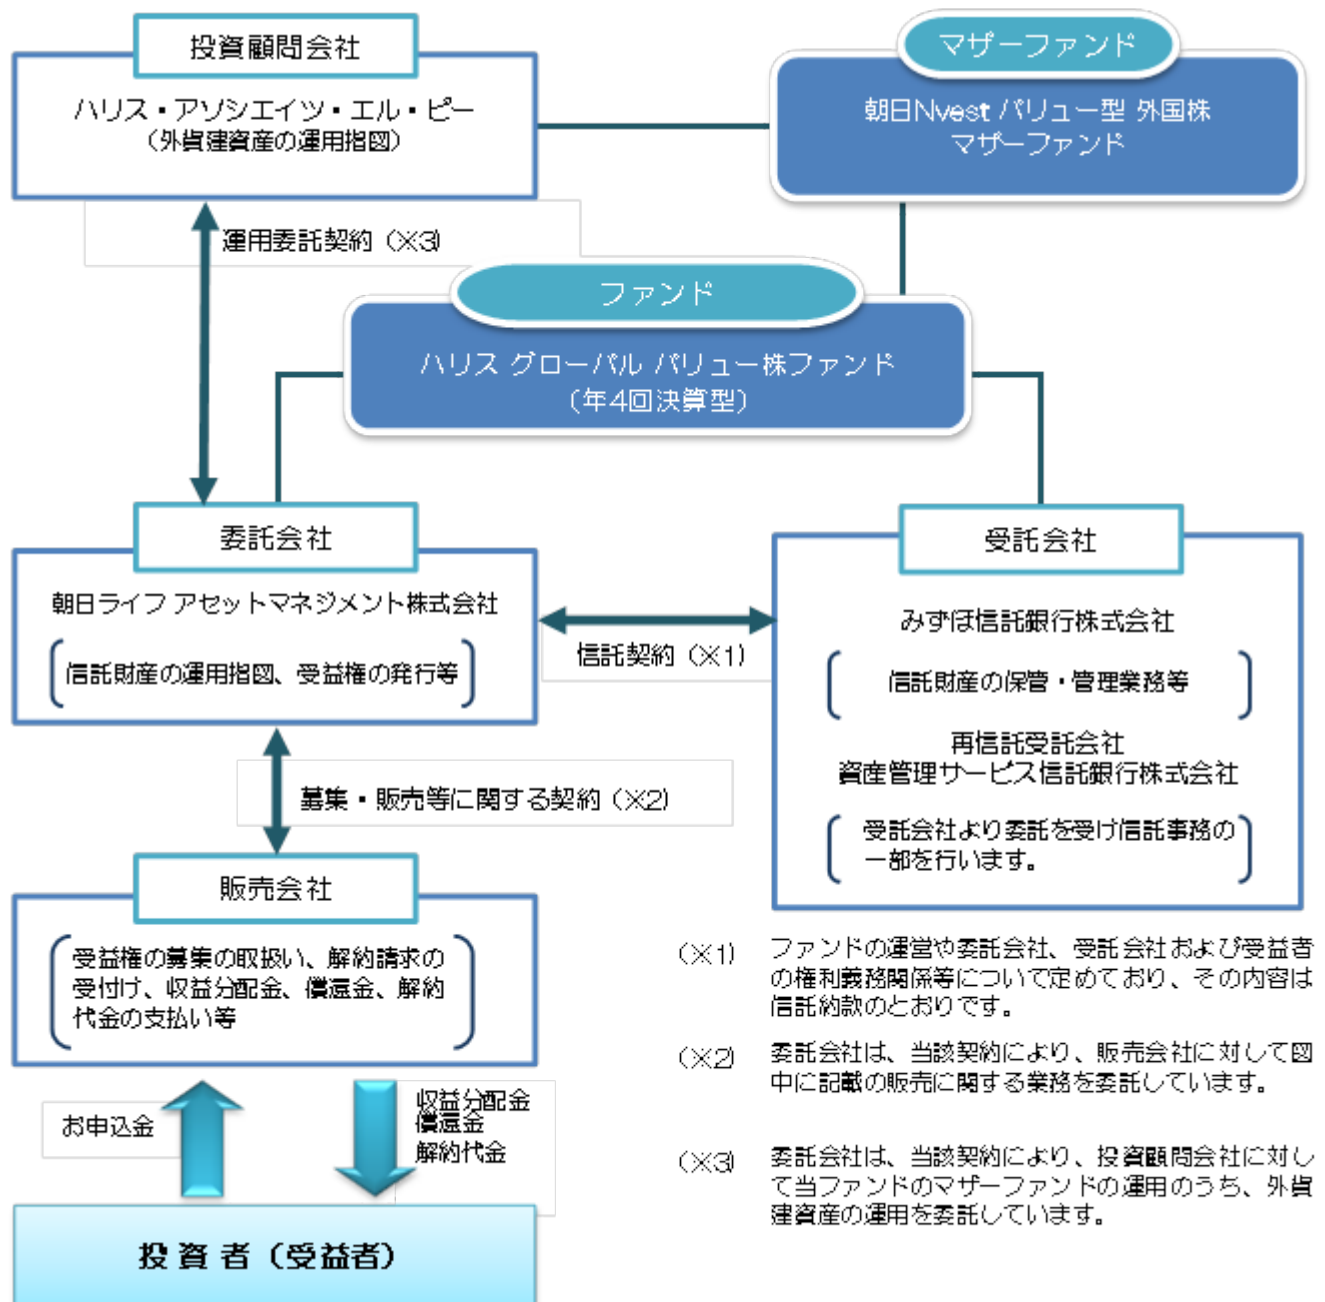 投資顧問会社
ハリス・アソシエイツ・エル・ピー
（外貨建資産の運用指図）
マザーファンド
朝日Nvest バリュー型 外国株
マザーファンド
運用委託契約（※3）
ファンド
ハリス グローバル バリュー株ファンド
（年4回決算型）
委託会社
朝日ライフ アセットマネジメント株式会社
信託財産の運用指図、受益権の発行等
信託契約（※1）
受託会社
みずほ信託銀行株式会社
信託財産の保管・管理業務等
再信託受託会社
資産管理サービス信託銀行株式会社
受託会社より委託を受け信託事務の
一部を行います。
募集・販売等に関する契約（※2）
販売会社
受益権の募集の取扱い、解約請求の
受付け、収益分配金、償還金、解約
代金の支払い等
お申込金
収益分配金
償還金
解約代金
投資者（受益者）
（※1） ファンドの運営や委託会社、受託会社および受益者
の権利義務関係等について定めており、その内容は
信託約款のとおりです。
（※2） 委託会社は、当該契約により、販売会社に対して図
中に記載の販売に関する業務を委託しています。
（※3） 委託会社は、当該契約により、投資顧問会社に対し
て当ファンドのマザーファンドの運用のうち、外貨
建資産の運用を委託しています。